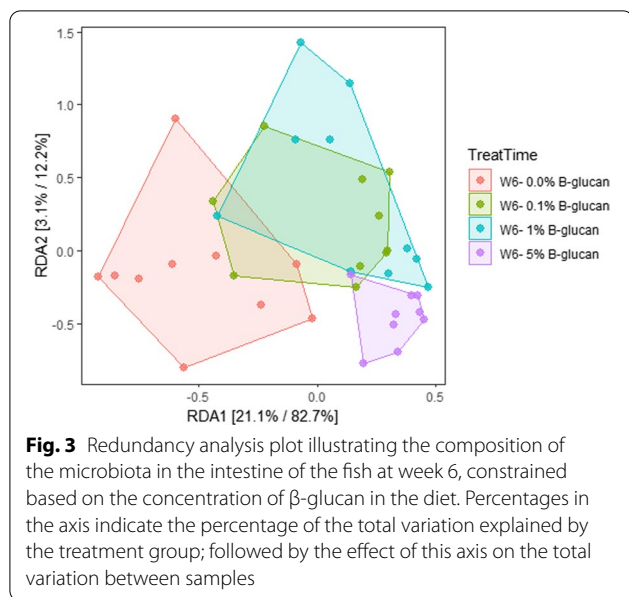 1.5
1.0
0.5
0.0
-0.5
RDA2 [3.1% / 12.2%]
-0.5
0.0
0.5
RDA1 [21.1% / 82.7%]
TreatTime
W6- 0.0% B-glucan
W6- 0.1% B-glucan
W6- 1% B-glucan
W6- 5% B-glucan
Fig. 3 Redundancy analysis plot illustrating the composition of
the microbiota in the intestine of the fish at week 6, constrained
based on the concentration of β-glucan in the diet. Percentages in
the axis indicate the percentage of the total variation explained by
the treatment group; followed by the effect of this axis on the total
variation between samples